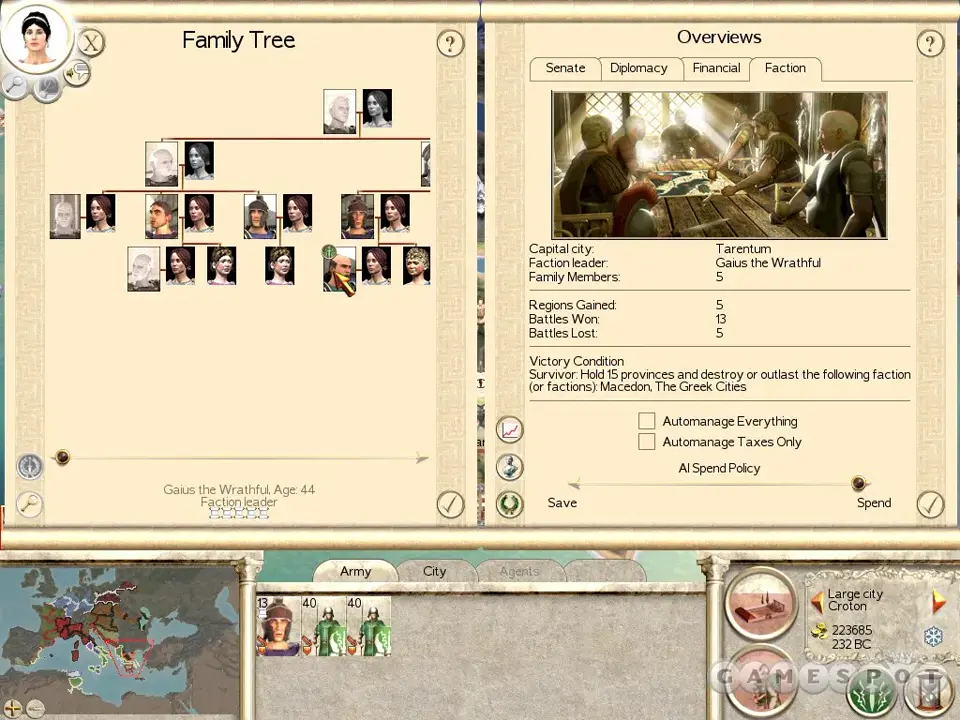 Family Tree
Gaius the Wrathful, Age: 44
Faction leader
Overviews
Senate
Diplomacy
Financial
Faction
Capital city: Tarentum
Faction leader: Gaius the Wrathful
Family Members: 5
Regions Gained: 5
Battles Won: 13
Battles Lost: 5
Victory Condition
Survivor: Hold 15 provinces and destroy or outlast the following faction
(or factions): Macedon, The Greek Cities
Automanage Everything
Automanage Taxes Only
AI Spend Policy
Save
Spend
Army
City
Agents
13
40
40
Large city
Croton
223685
232 BC
GAMESPOT